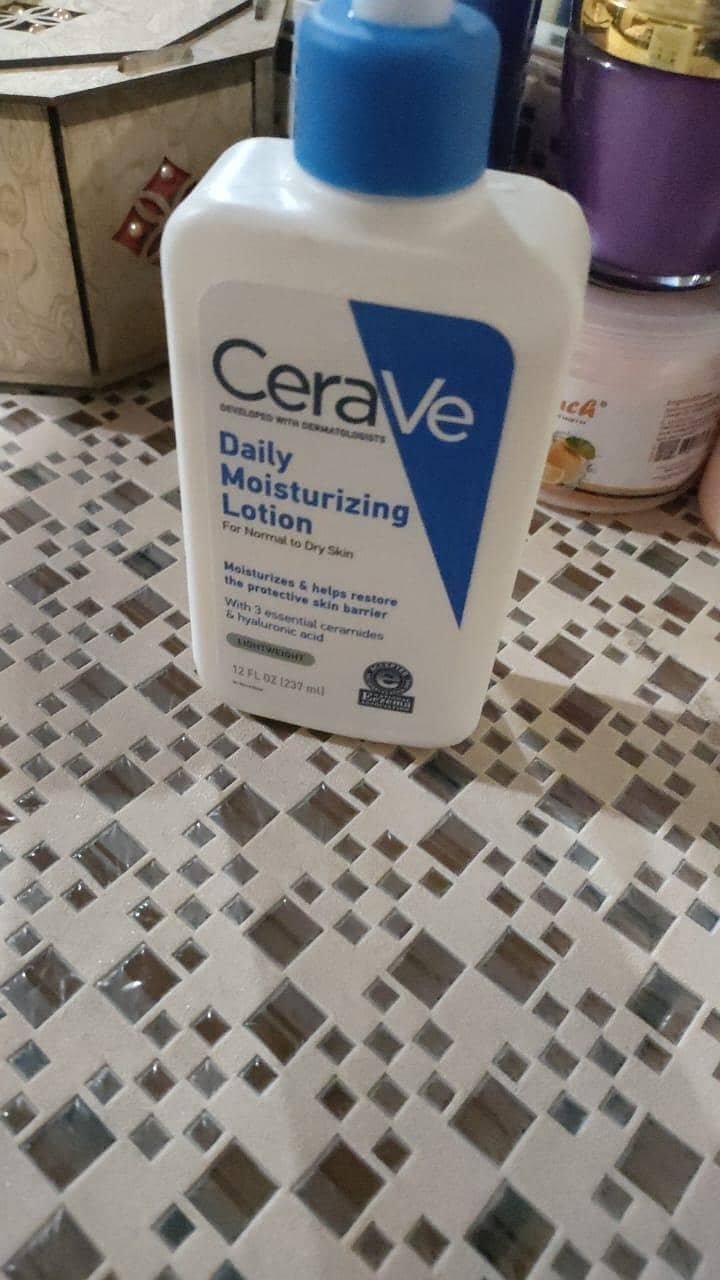 CeraVe
DEVELOPED WITH DERMATOLOGISTS
Daily
Moisturizing
Lotion
For Normal to Dry Skin
Moisturizes & helps restore
the protective skin barrier
With 3 essential ceramides
& hyaluronic acid
LIGHTWEIGHT
12 FL OZ (237 ml)
Eczema